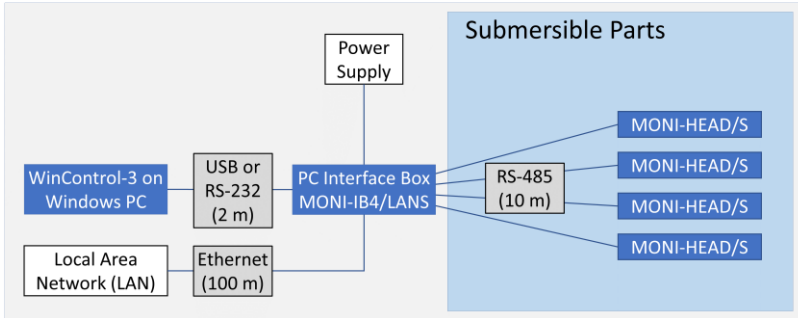 Submersible Parts
Power
Supply
MONI-HEAD/S
WinControl-3 on
Windows PC
USB or
RS-232
(2 m)
PC Interface Box
MONI-IB4/LANS
RS-485
(10 m)
MONI-HEAD/S
MONI-HEAD/S
MONI-HEAD/S
Local Area
Network (LAN)
Ethernet
(100 m)